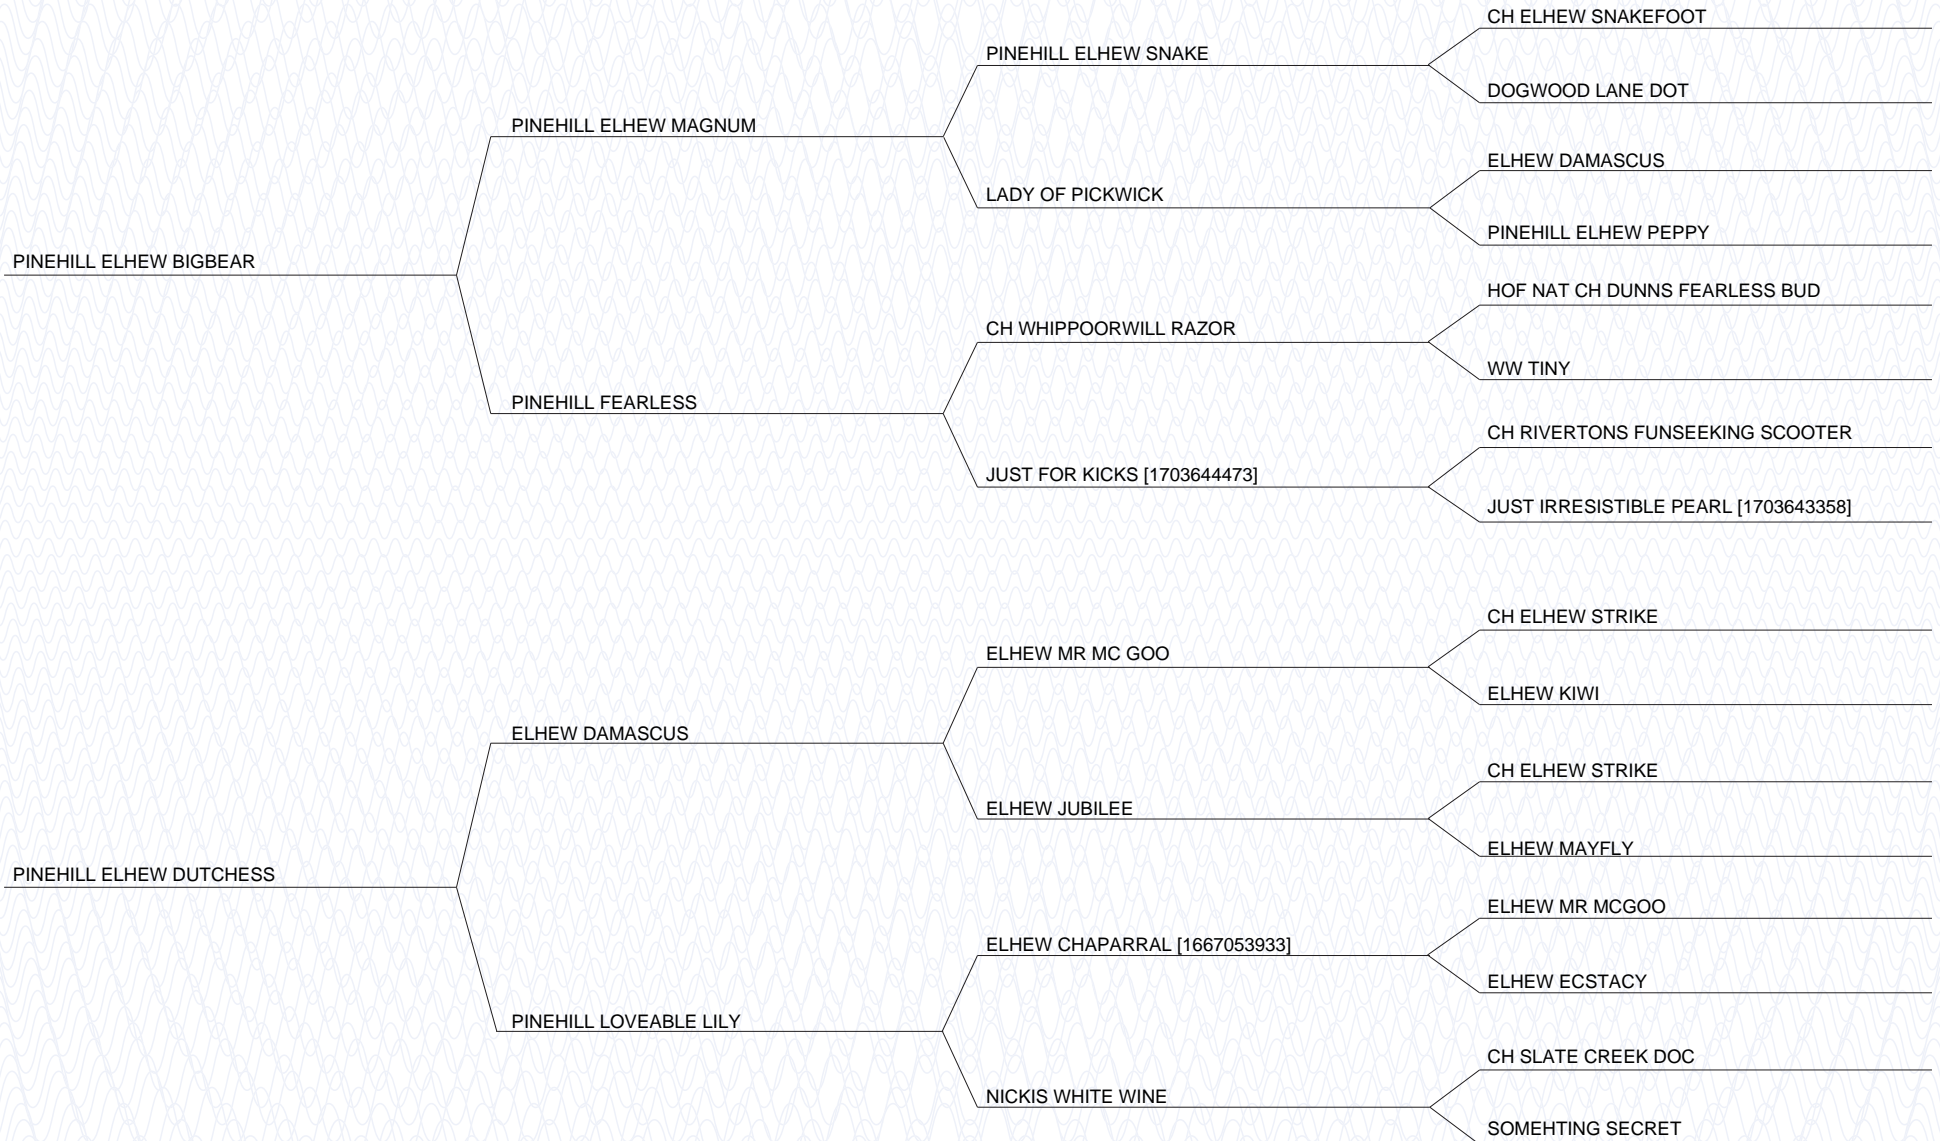 CH ELHEW SNAKEFOOT
PINEHILL ELHEW SNAKE
DOGWOOD LANE DOT
PINEHILL ELHEW MAGNUM
ELHEW DAMASCUS
LADY OF PICKWICK
PINEHILL ELHEW PEPPY
PINEHILL ELHEW BIGBEAR
HOF NAT CH DUNNS FEARLESS BUD
CH WHIPPOORWILL RAZOR
WW TINY
PINEHILL FEARLESS
CH RIVERTONS FUNSEEKING SCOOTER
JUST FOR KICKS [1703644473]
JUST IRRESISTIBLE PEARL [1703643358]
CH ELHEW STRIKE
ELHEW MR MC GOO
ELHEW KIWI
ELHEW DAMASCUS
CH ELHEW STRIKE
ELHEW JUBILEE
ELHEW MAYFLY
PINEHILL ELHEW DUTCHESS
ELHEW MR MCGOO
ELHEW CHAPARRAL [1667053933]
ELHEW ECSTACY
PINEHILL LOVEABLE LILY
CH SLATE CREEK DOC
NICKIS WHITE WINE
SOMEHTING SECRET